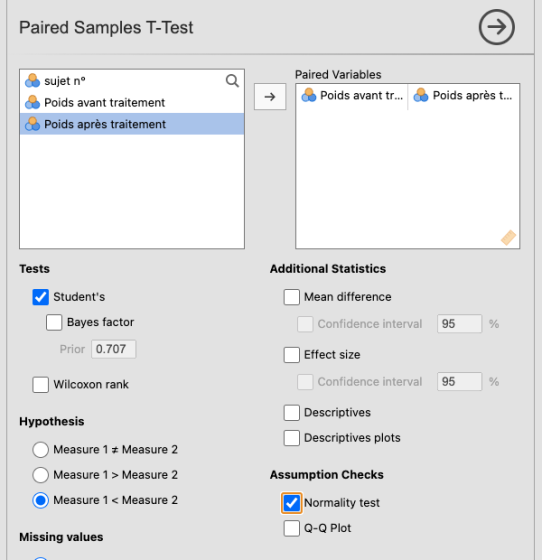 Paired Samples T-Test
sujet n°
Poids avant traitement
Poids après traitement
Paired Variables
Poids avant tr...
Poids après t...
Tests
Student's
Bayes factor
Prior 0.707
Wilcoxon rank
Hypothesis
Measure 1 ≠ Measure 2
Measure 1 > Measure 2
Measure 1 < Measure 2
Missing values
Additional Statistics
Mean difference
Confidence interval 95 %
Effect size
Confidence interval 95 %
Descriptives
Descriptives plots
Assumption Checks
Normality test
Q-Q Plot